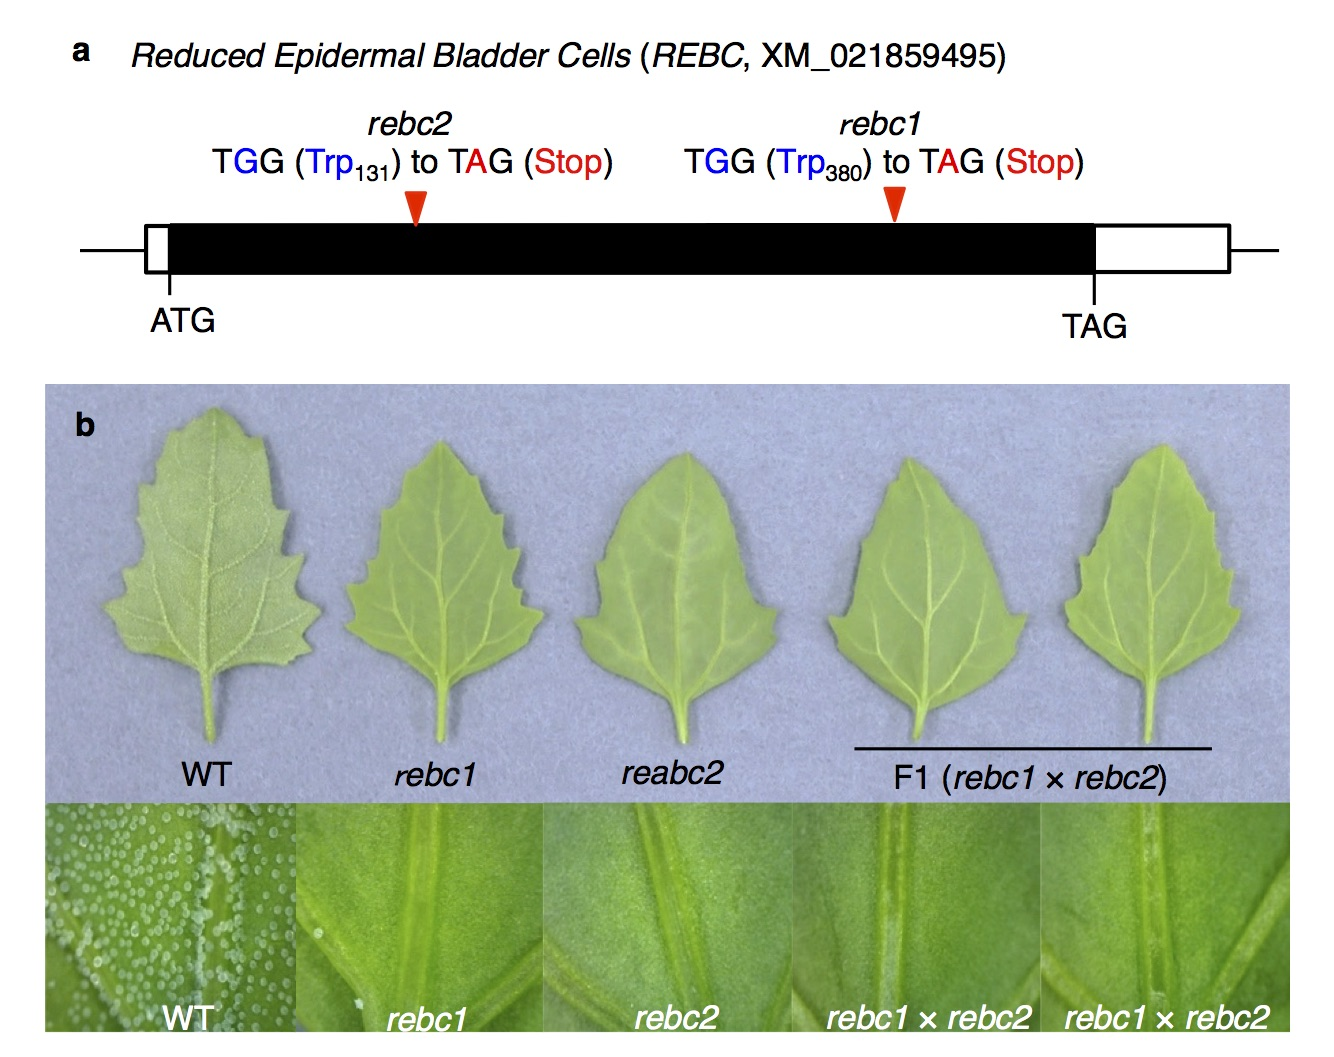 a Reduced Epidermal Bladder Cells (REBC, XM_021859495)
rebc2 rebc1
TGG (Trp131) to TAG (Stop) TGG (Trp380) to TAG (Stop)
ATG TAG
b
WT rebc1 reabc2 F1 (rebc1 × rebc2)
WT rebc1 rebc2 rebc1 × rebc2 rebc1 × rebc2